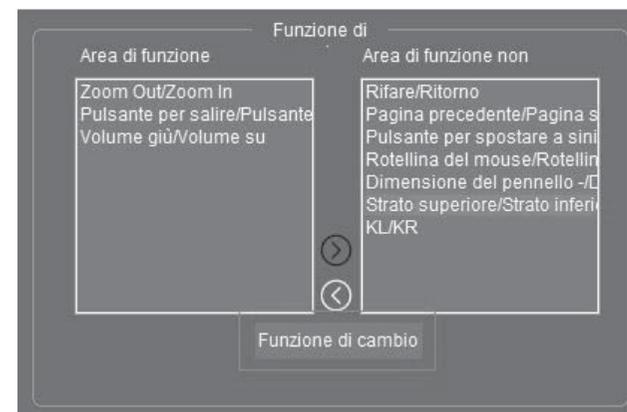 Funzione di
Area di funzione
Area di funzione non
Zoom Out/Zoom In
Pulsante per salire/Pulsante
Volume giù/Volume su
Rifare/Ritorno
Pagina precedente/Pagina s
Pulsante per spostare a sini
Rotellina del mouse/Rotellin
Dimensione del pennello -/D
Strato superiore/Strato inferi
KL/KR
Funzione di cambio